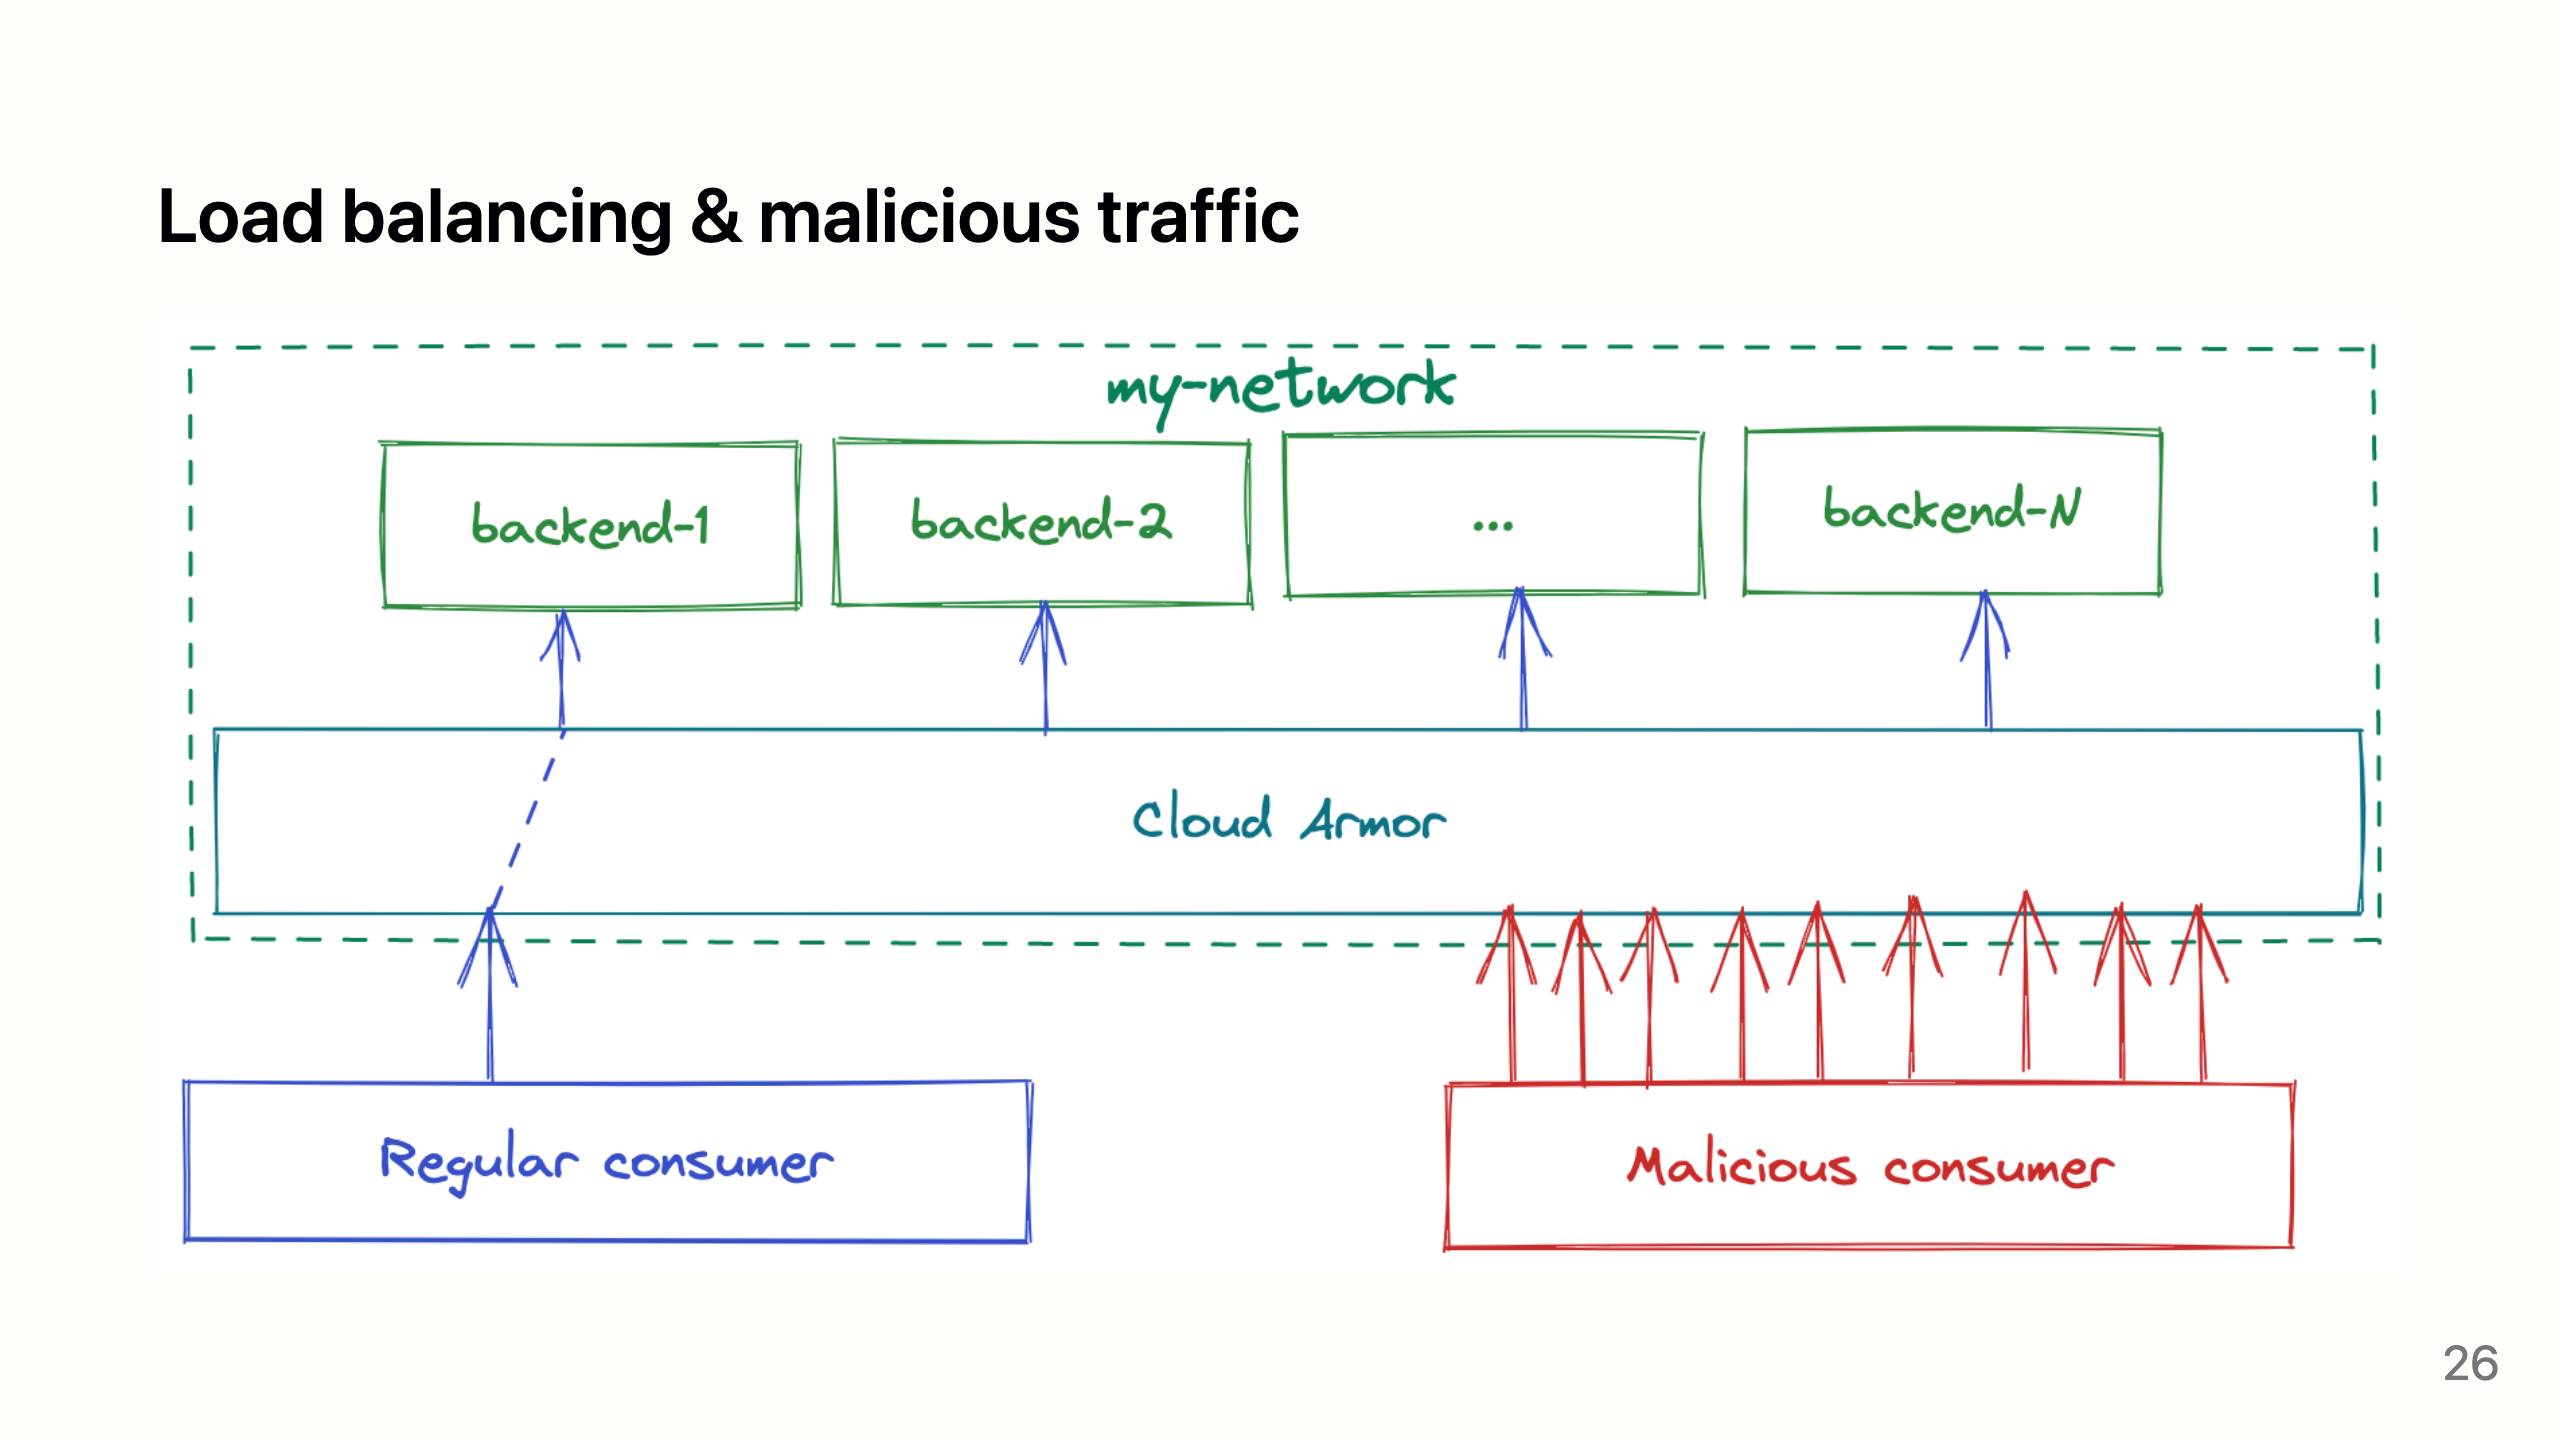 Load balancing & malicious traffic
my-network
backend-1
backend-2
...
backend-N
Cloud Armor
Regular consumer
Malicious consumer
26